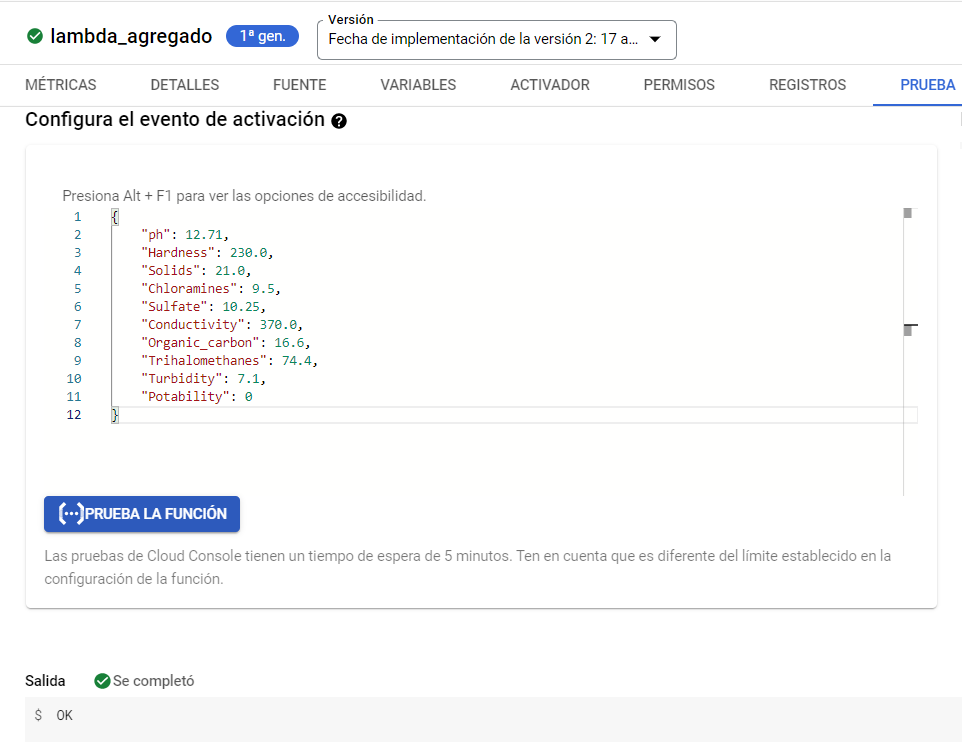 lambda_agregado 1ª gen. Versión
Fecha de implementación de la versión 2: 17 a...
MÉTRICAS DETALLES FUENTE VARIABLES ACTIVADOR PERMISOS REGISTROS PRUEBA
Configura el evento de activación ?
Presiona Alt + F1 para ver las opciones de accesibilidad.
1 {
2 "ph": 12.71,
3 "Hardness": 230.0,
4 "Solids": 21.0,
5 "Chloramines": 9.5,
6 "Sulfate": 10.25,
7 "Conductivity": 370.0,
8 "Organic_carbon": 16.6,
9 "Trihalomethanes": 74.4,
10 "Turbidity": 7.1,
11 "Potability": 0
12 }
(···) PRUEBA LA FUNCIÓN
Las pruebas de Cloud Console tienen un tiempo de espera de 5 minutos. Ten en cuenta que es diferente del límite establecido en la
configuración de la función.
Salida Se completó
$ OK